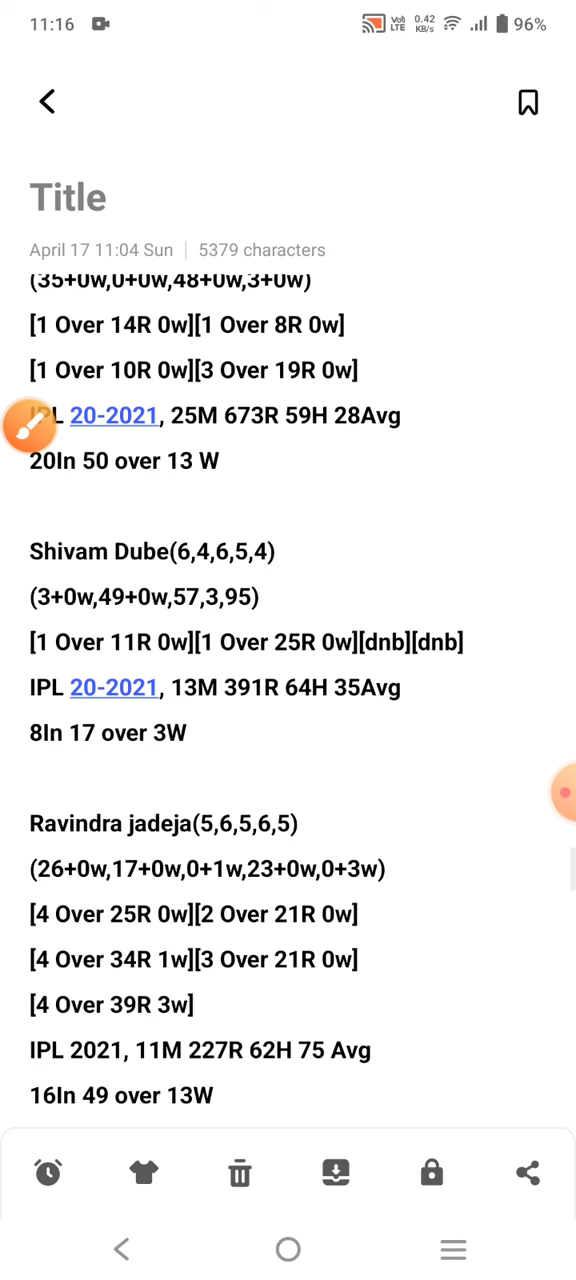 11:16
Vol LTE 0.42 KB/s 96%
Title
April 17 11:04 Sun | 5379 characters
(35+0w,0+0w,48+0w,3+0w)
[1 Over 14R 0w][1 Over 8R 0w]
[1 Over 10R 0w][3 Over 19R 0w]
IPL 20-2021, 25M 673R 59H 28Avg
20In 50 over 13 W
Shivam Dube(6,4,6,5,4)
(3+0w,49+0w,57,3,95)
[1 Over 11R 0w][1 Over 25R 0w][dnb][dnb]
IPL 20-2021, 13M 391R 64H 35Avg
8In 17 over 3W
Ravindra jadeja(5,6,5,6,5)
(26+0w,17+0w,0+1w,23+0w,0+3w)
[4 Over 25R 0w][2 Over 21R 0w]
[4 Over 34R 1w][3 Over 21R 0w]
[4 Over 39R 3w]
IPL 2021, 11M 227R 62H 75 Avg
16In 49 over 13W